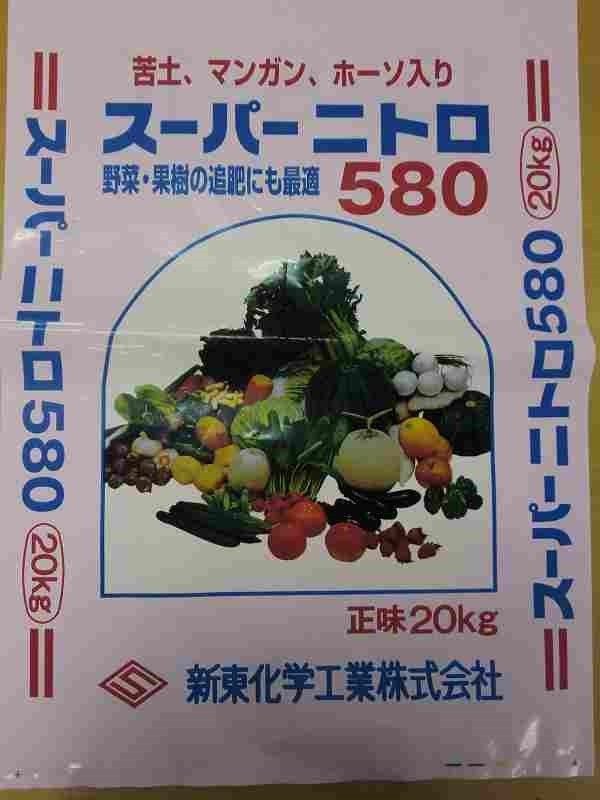 苦土、マンガン、ホーソ入り
スーパーニトロ
野菜・果樹の追肥にも最適
580
正味20kg
新東化学工業株式会社
スーパーニトロ580
20kg
スーパーニトロ580
20kg